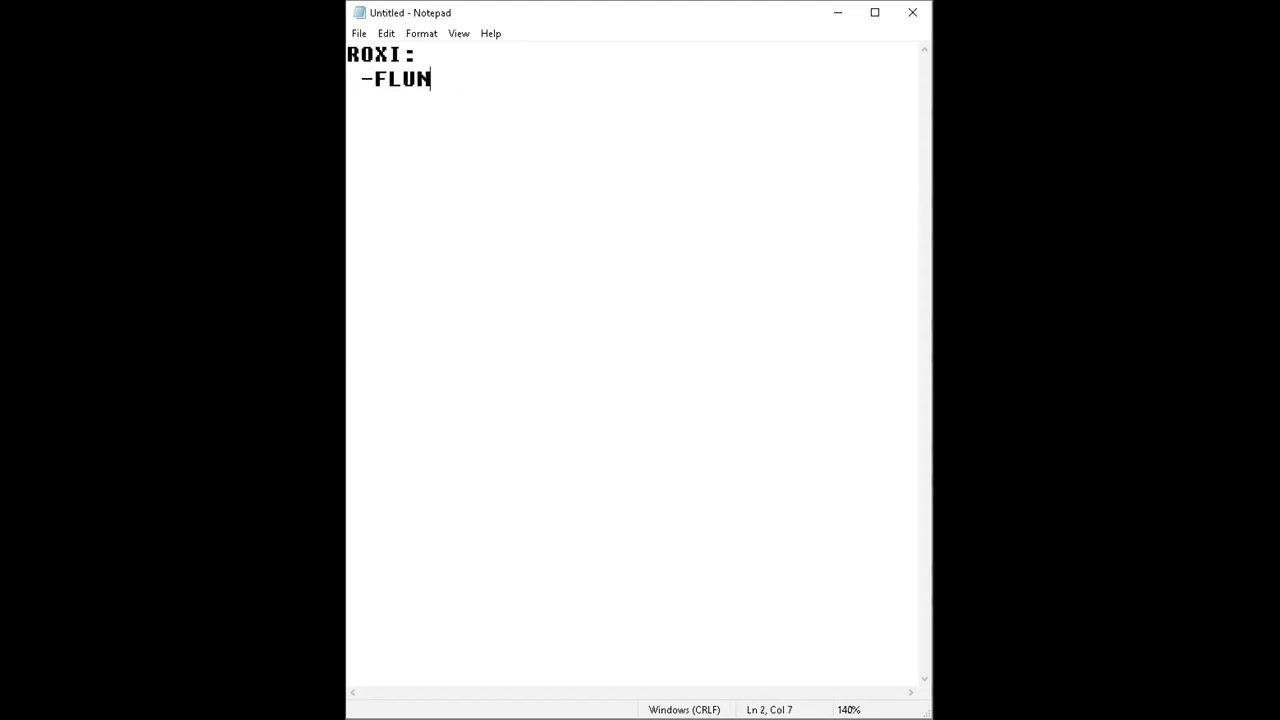 Untitled - Notepad
File Edit Format View Help
ROXI:
-FLUN
Windows (CRLF) Ln 2, Col 7 140%